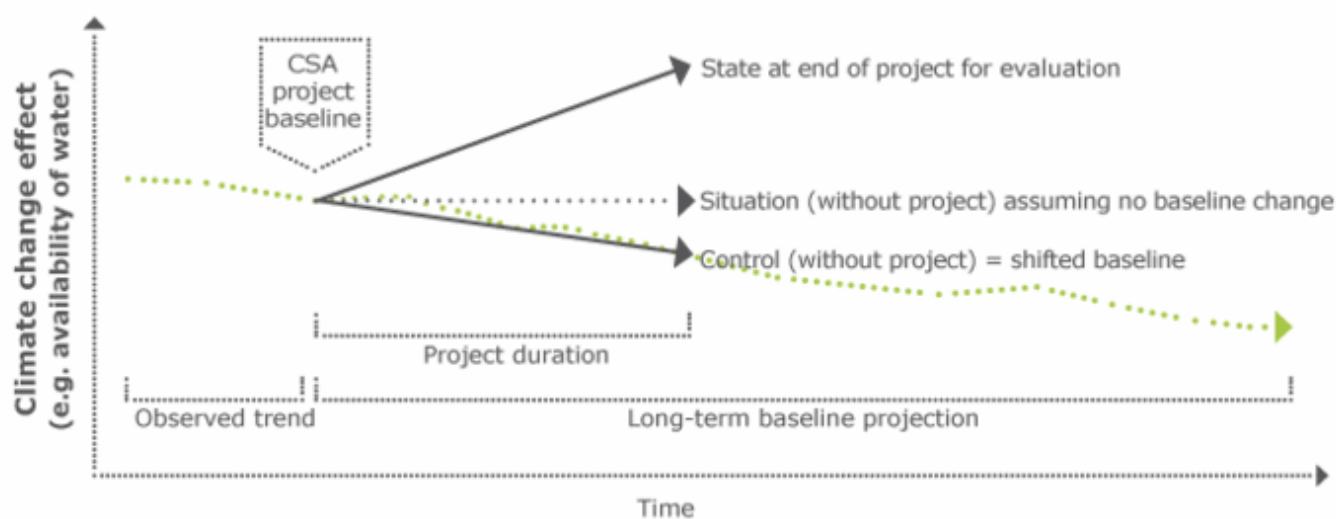 Climate change effect
(e.g. availability of water)
CSA
project
baseline
State at end of project for evaluation
Situation (without project) assuming no baseline change
Control (without project) = shifted baseline
Project duration
Observed trend
Long-term baseline projection
Time